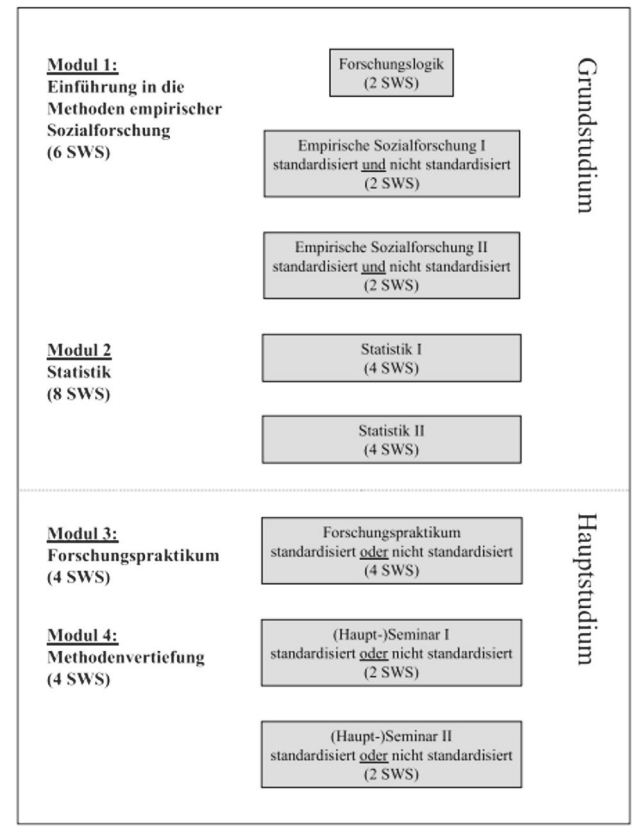 Modul 1:
Einführung in die
Methoden empirischer
Sozialforschung
(6 SWS)
Forschungslogik
(2 SWS)
Empirische Sozialforschung I
standardisiert und nicht standardisiert
(2 SWS)
Empirische Sozialforschung II
standardisiert und nicht standardisiert
(2 SWS)
Grundstudium
Modul 2
Statistik
(8 SWS)
Statistik I
(4 SWS)
Statistik II
(4 SWS)
Modul 3:
Forschungspraktikum
(4 SWS)
Forschungspraktikum
standardisiert oder nicht standardisiert
(4 SWS)
Hauptstudium
Modul 4:
Methodenvertiefung
(4 SWS)
(Haupt-)Seminar I
standardisiert oder nicht standardisiert
(2 SWS)
(Haupt-)Seminar II
standardisiert oder nicht standardisiert
(2 SWS)